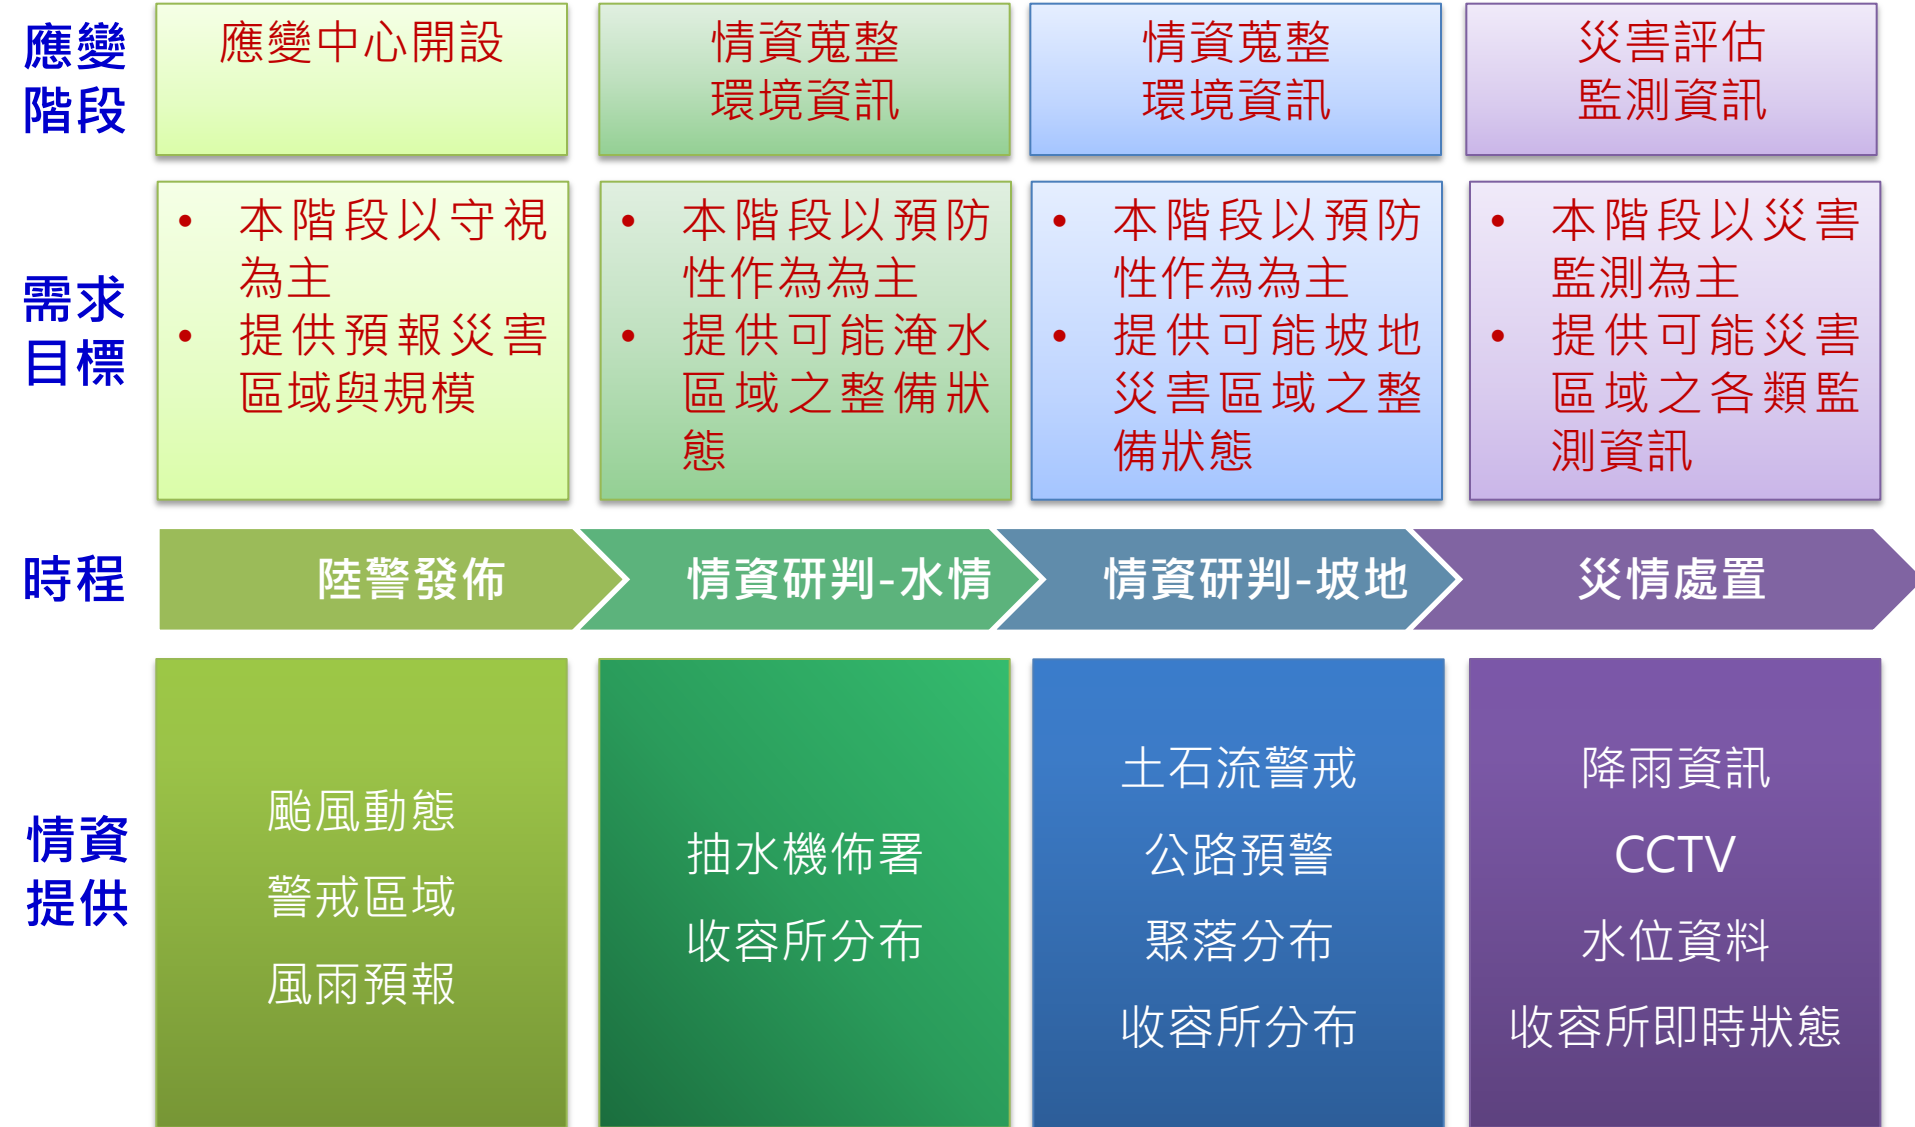 應變
階段
應變中心開設
情資蒐整
環境資訊
情資蒐整
環境資訊
災害評估
監測資訊
需求
目標
• 本階段以守視
為主
• 提供預報災害
區域與規模
• 本階段以預防
性作為為主
• 提供可能淹水
區域之整備狀
態
• 本階段以預防
性作為為主
• 提供可能坡地
災害區域之整
備狀態
• 本階段以災害
監測為主
• 提供可能災害
區域之各類監
測資訊
時程
陸警發佈
情資研判-水情
情資研判-坡地
災情處置
情資
提供
颱風動態
警戒區域
風雨預報
抽水機佈署
收容所分布
土石流警戒
公路預警
聚落分布
收容所分布
降雨資訊
CCTV
水位資料
收容所即時狀態